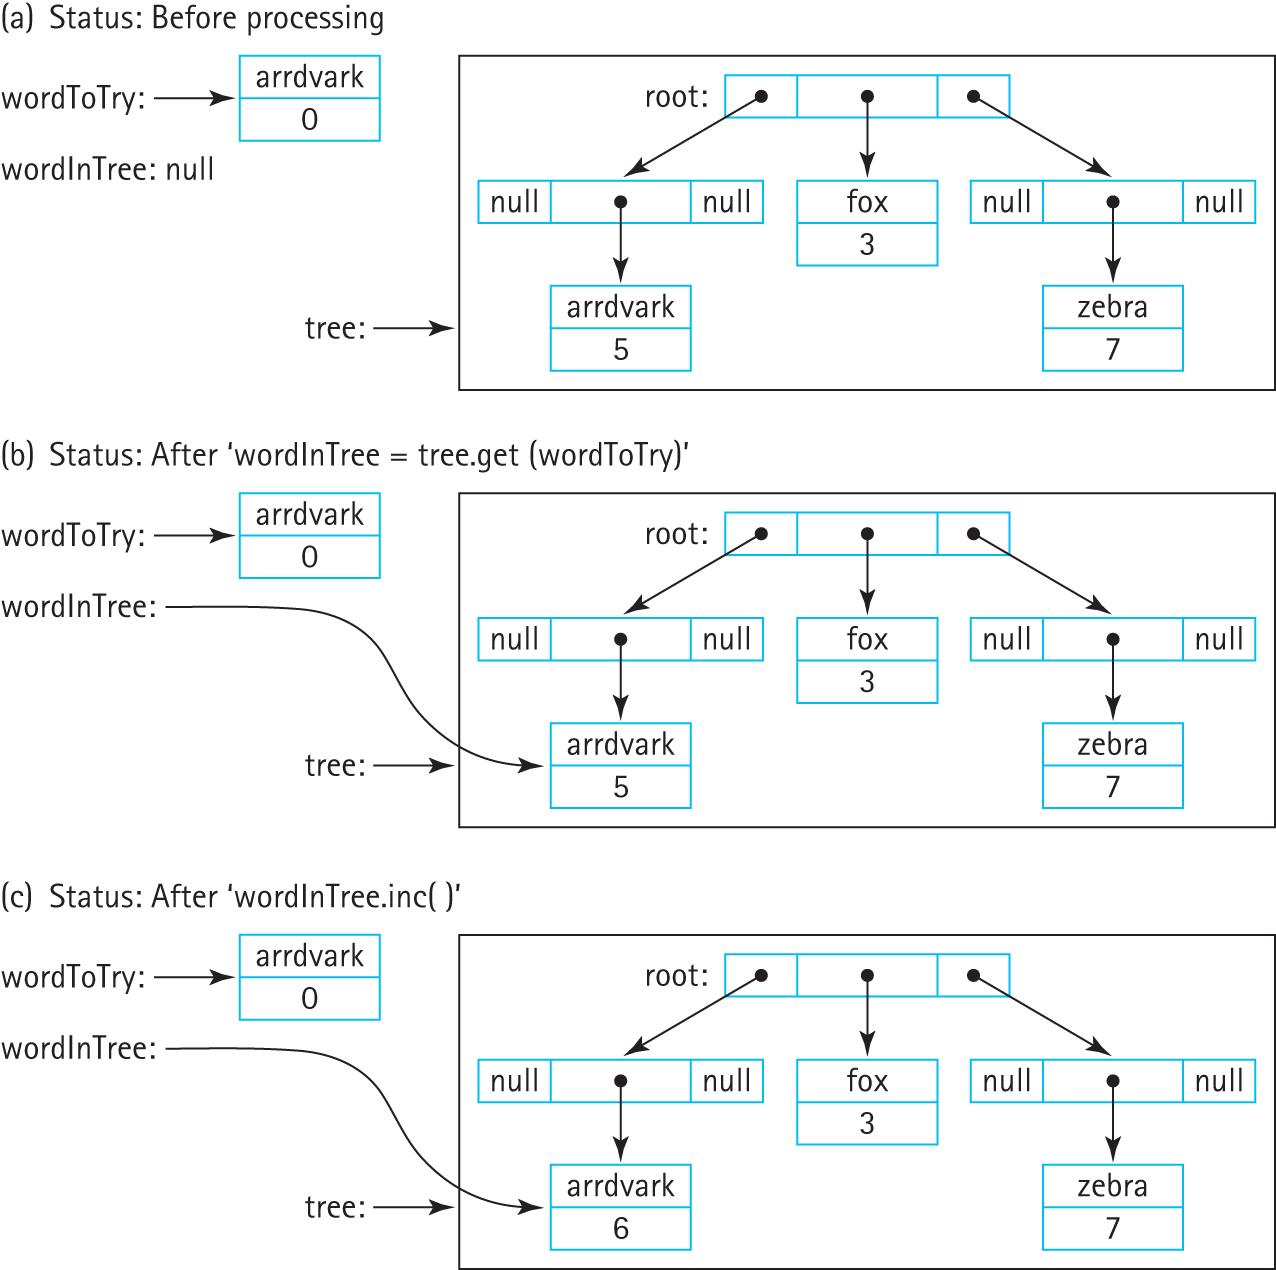 (a) Status: Before processing
arrdvark
wordToTry:
0
wordInTree: null
root:
null null
fox
3
null null
arrdvark
5
zebra
7
tree:
(b) Status: After ‘wordInTree = tree.get (wordToTry)’
arrdvark
wordToTry:
0
wordInTree:
root:
null null
fox
3
null null
arrdvark
5
zebra
7
tree:
(c) Status: After ‘wordInTree.inc( )’
arrdvark
wordToTry:
0
wordInTree:
root:
null null
fox
3
null null
arrdvark
6
zebra
7
tree: